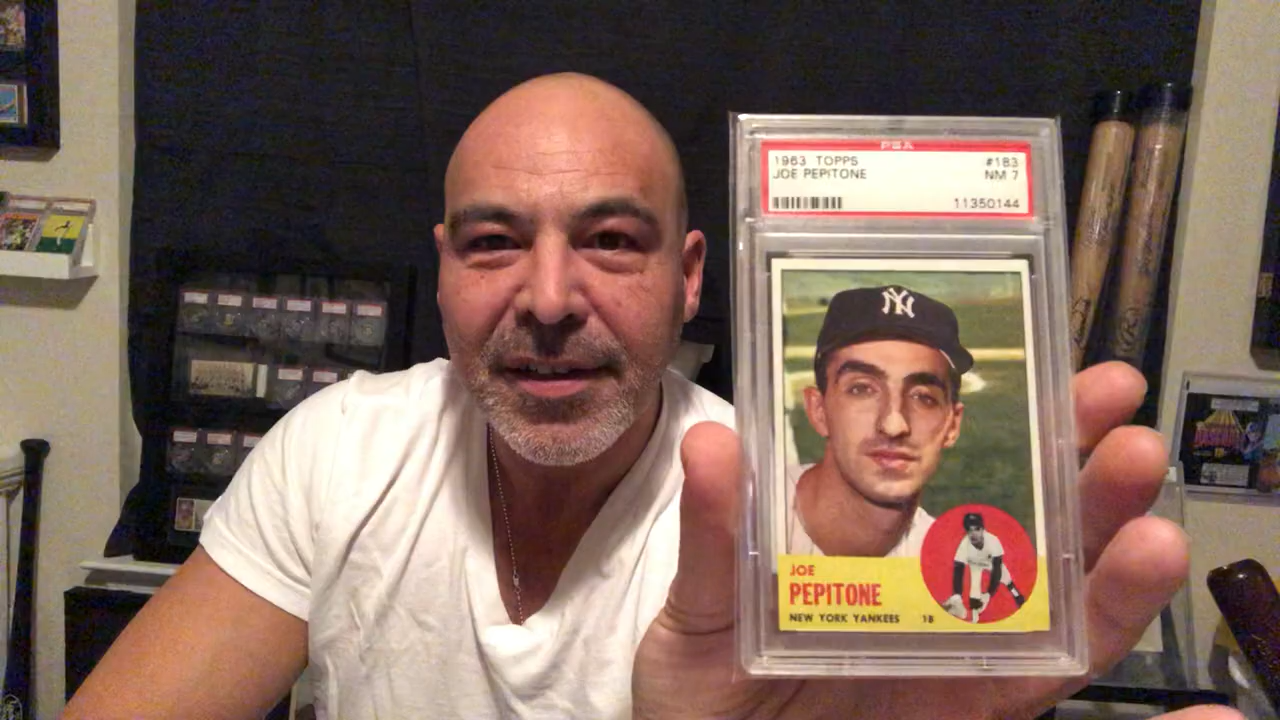 PSA
1963 TOPPS #183
JOE PEPITONE NM 7
11350144
NY
JOE
PEPITONE
NEW YORK YANKEES 1B